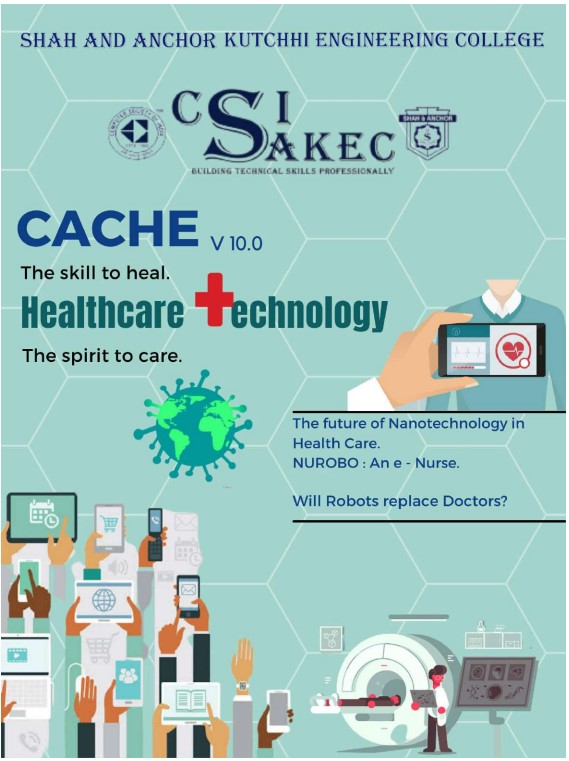 SHAH AND ANCHOR KUTCHHI ENGINEERING COLLEGE
CSI
SAKEC
SHAH & ANCHOR
BUILDING TECHNICAL SKILLS PROFESSIONALLY
CACHE V 10.0
The skill to heal.
Healthcare Technology
The spirit to care.
The future of Nanotechnology in
Health Care.
NUROBO : An e - Nurse.
Will Robots replace Doctors?